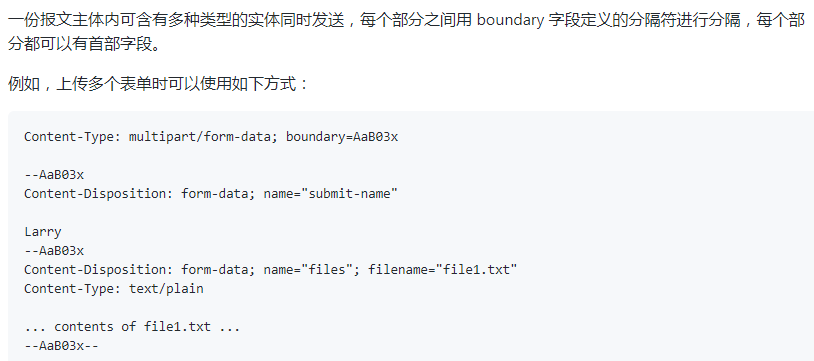 一份报文主体内可含有多种类型的实体同时发送，每个部分之间用 boundary 字段定义的分隔符进行分隔，每个部
分都可以有首部字段。
例如，上传多个表单时可以使用如下方式：
Content-Type: multipart/form-data; boundary=AaB03x
--AaB03x
Content-Disposition: form-data; name="submit-name"
Larry
--AaB03x
Content-Disposition: form-data; name="files"; filename="file1.txt"
Content-Type: text/plain
... contents of file1.txt ...
--AaB03x--